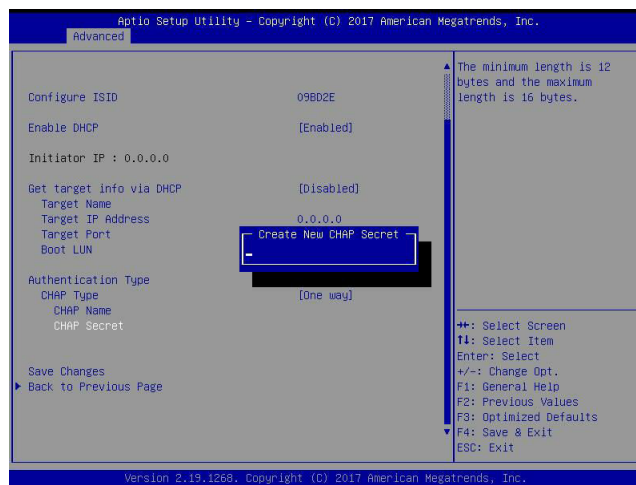 Aptio Setup Utility – Copyright (C) 2017 American Megatrends, Inc.
Advanced
Configure ISID 09BD2E
Enable DHCP [Enabled]
Initiator IP : 0.0.0.0
Get target info via DHCP [Disabled]
Target Name
Target IP Address 0.0.0.0
Target Port
Boot LUN
Create New CHAP Secret
Authentication Type
CHAP Type [One way]
CHAP Name
CHAP Secret
Save Changes
Back to Previous Page
The minimum length is 12
bytes and the maximum
length is 16 bytes.
→←: Select Screen
↑↓: Select Item
Enter: Select
+/-: Change Opt.
F1: General Help
F2: Previous Values
F3: Optimized Defaults
F4: Save & Exit
ESC: Exit
Version 2.19.1268. Copyright (C) 2017 American Megatrends, Inc.